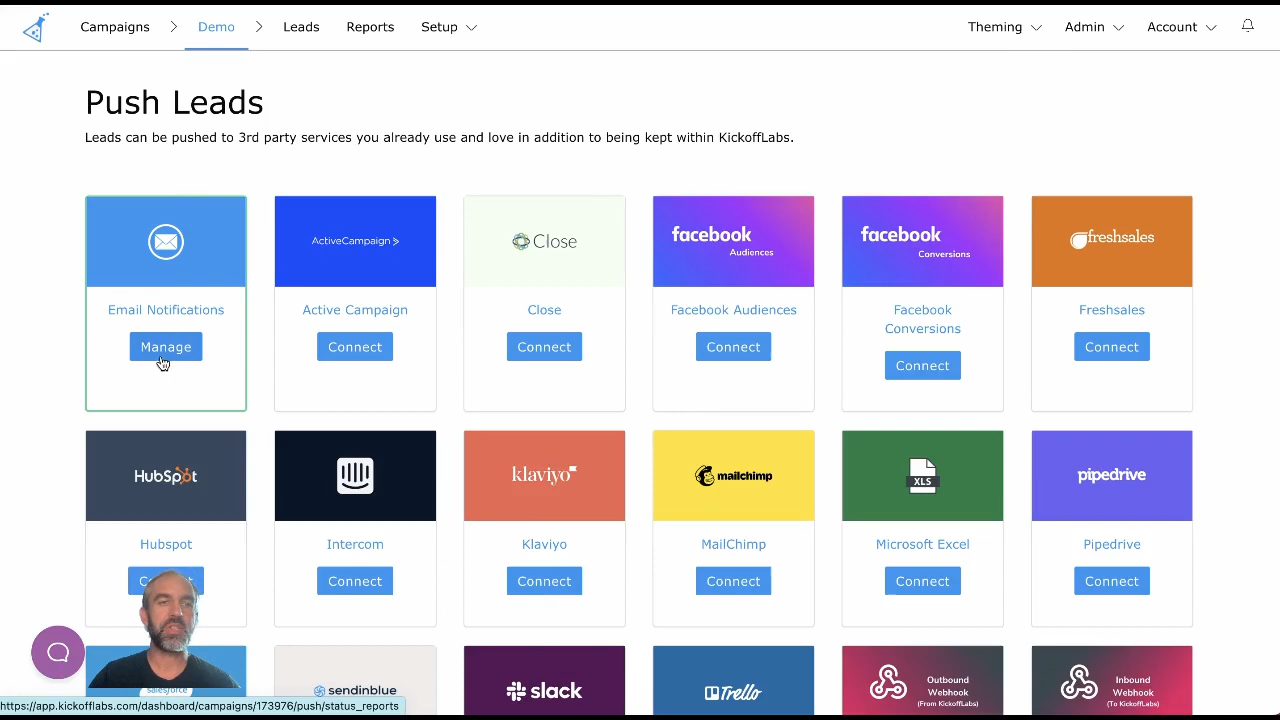 Campaigns
Demo
Leads
Reports
Setup
Theming
Admin
Account
Push Leads
Leads can be pushed to 3rd party services you already use and love in addition to being kept within KickoffLabs.
ActiveCampaign >
Close
facebook
Audiences
facebook
Conversions
freshsales
Email Notifications
Active Campaign
Close
Facebook Audiences
Facebook
Conversions
Freshsales
Manage
Connect
Connect
Connect
Connect
Connect
HubSpot
klaviyo
mailchimp
XLS
pipedrive
Hubspot
Intercom
Klaviyo
MailChimp
Microsoft Excel
Pipedrive
Connect
Connect
Connect
Connect
Connect
salesforce
sendinblue
slack
Trello
Outbound
Webhook
(From KickoffLabs)
Inbound
Webhook
(To KickoffLabs)
https://app.kickofflabs.com/dashboard/campaigns/173976/push/status_reports